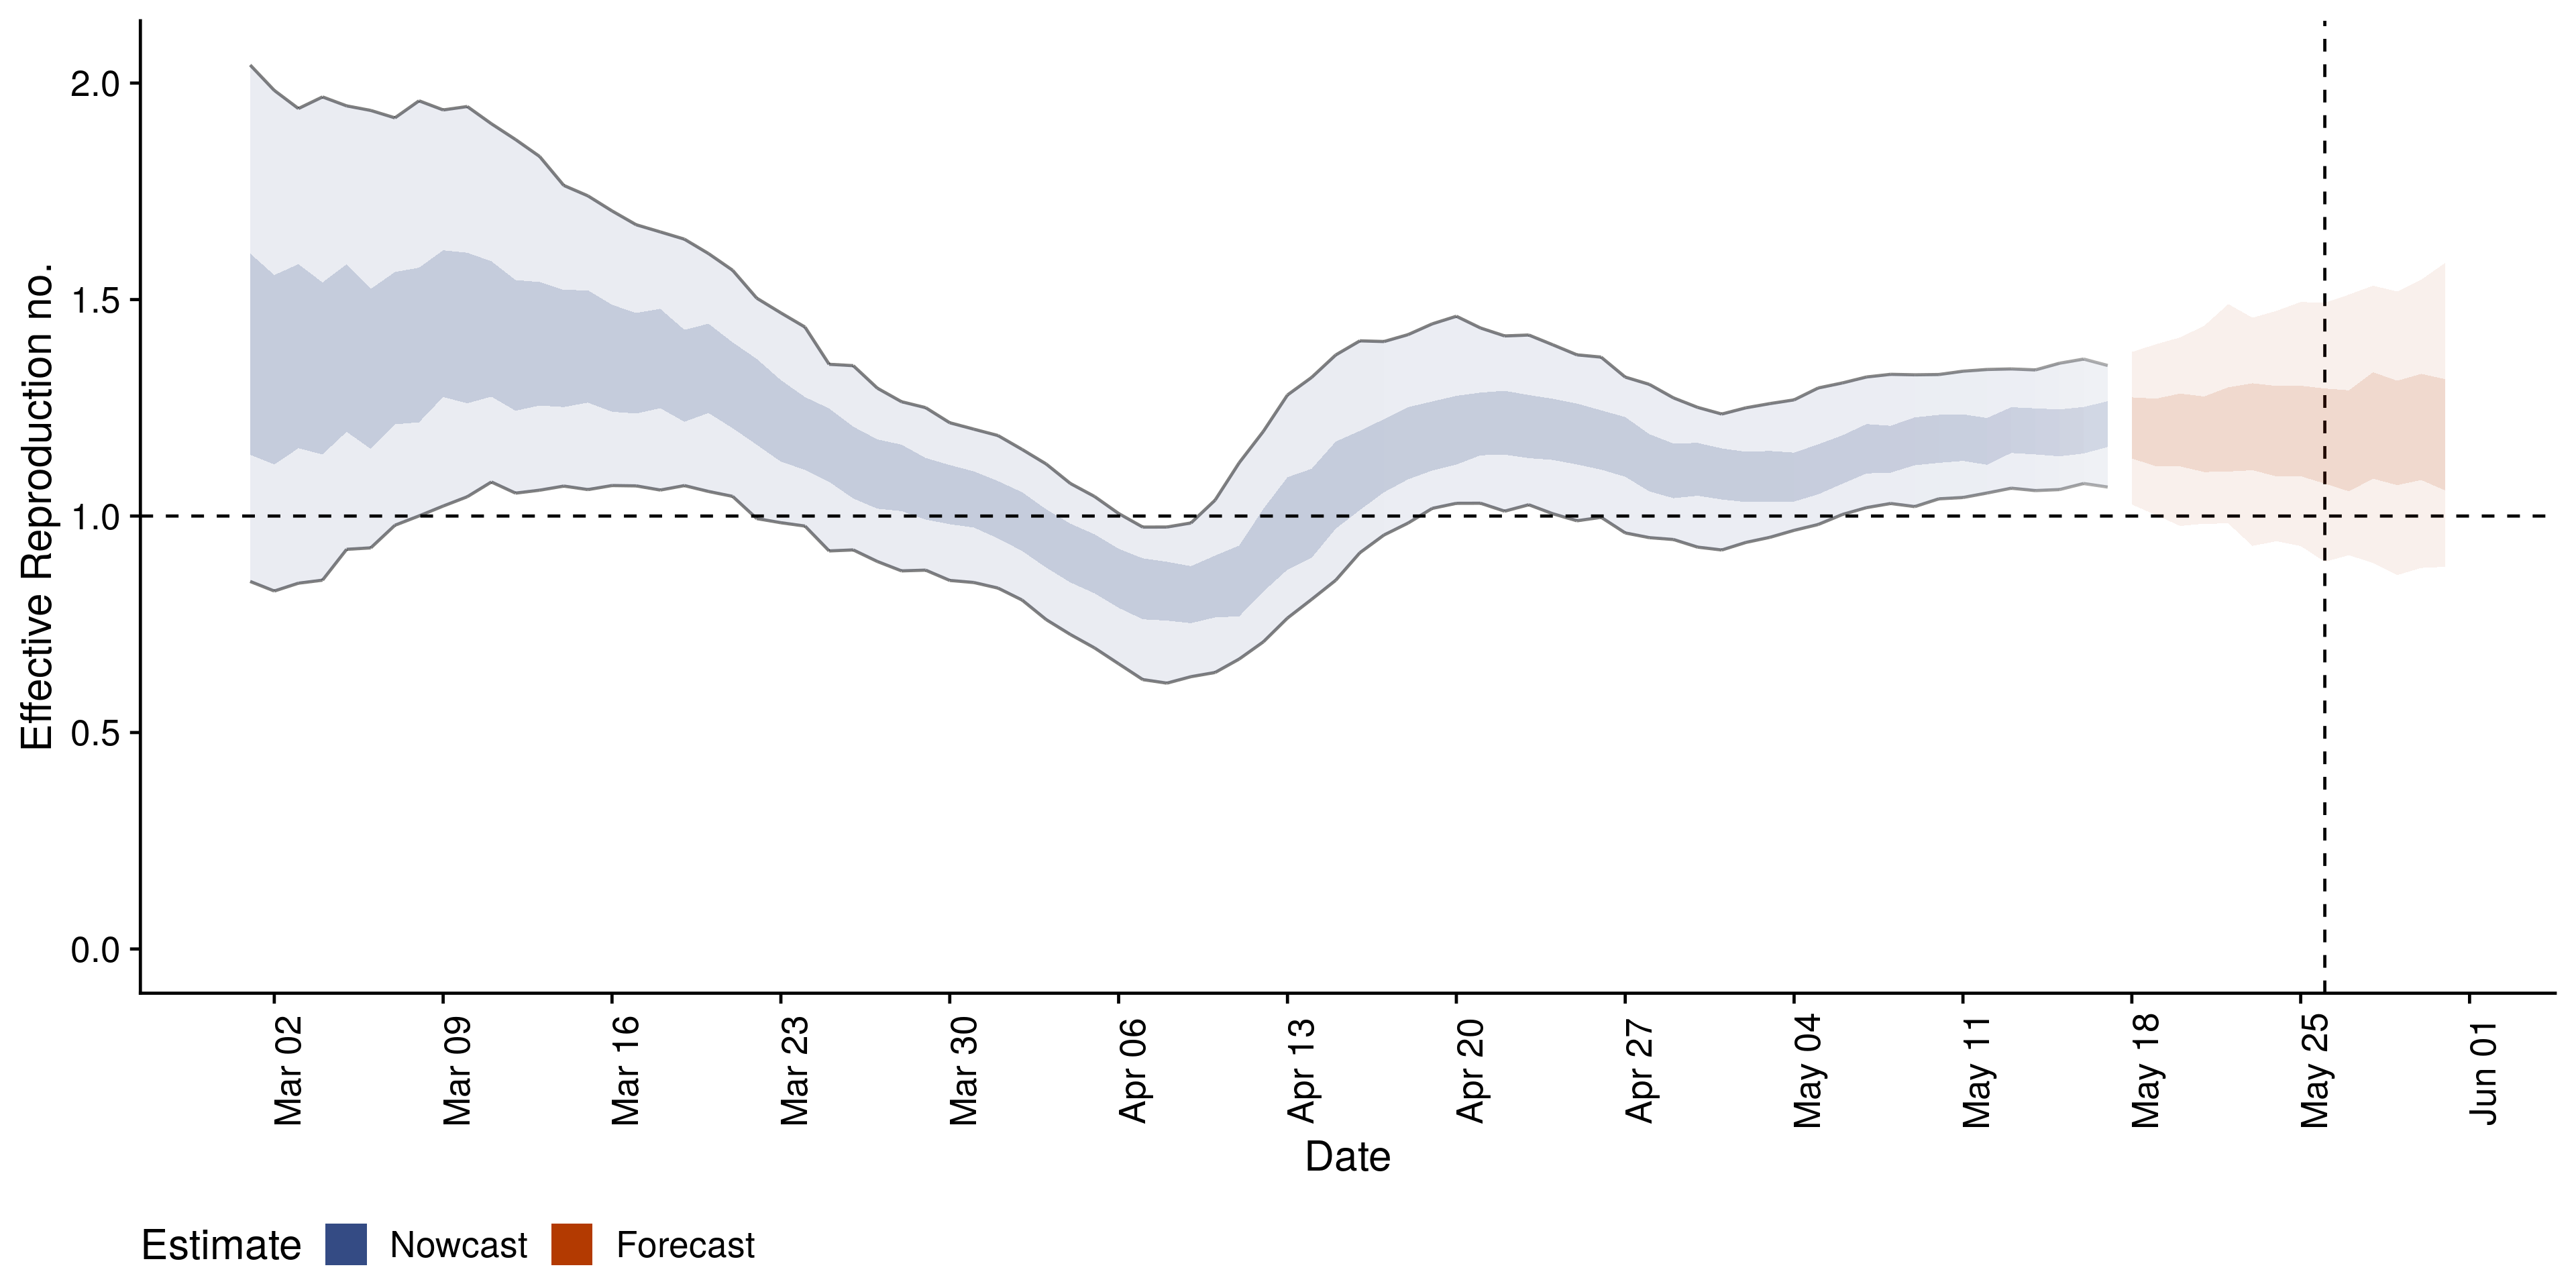 Effective Reproduction no.
2.0
1.5
1.0
0.5
0.0
Mar 02
Mar 09
Mar 16
Mar 23
Mar 30
Apr 06
Apr 13
Apr 20
Apr 27
May 04
May 11
May 18
May 25
Jun 01
Date
Estimate Nowcast Forecast